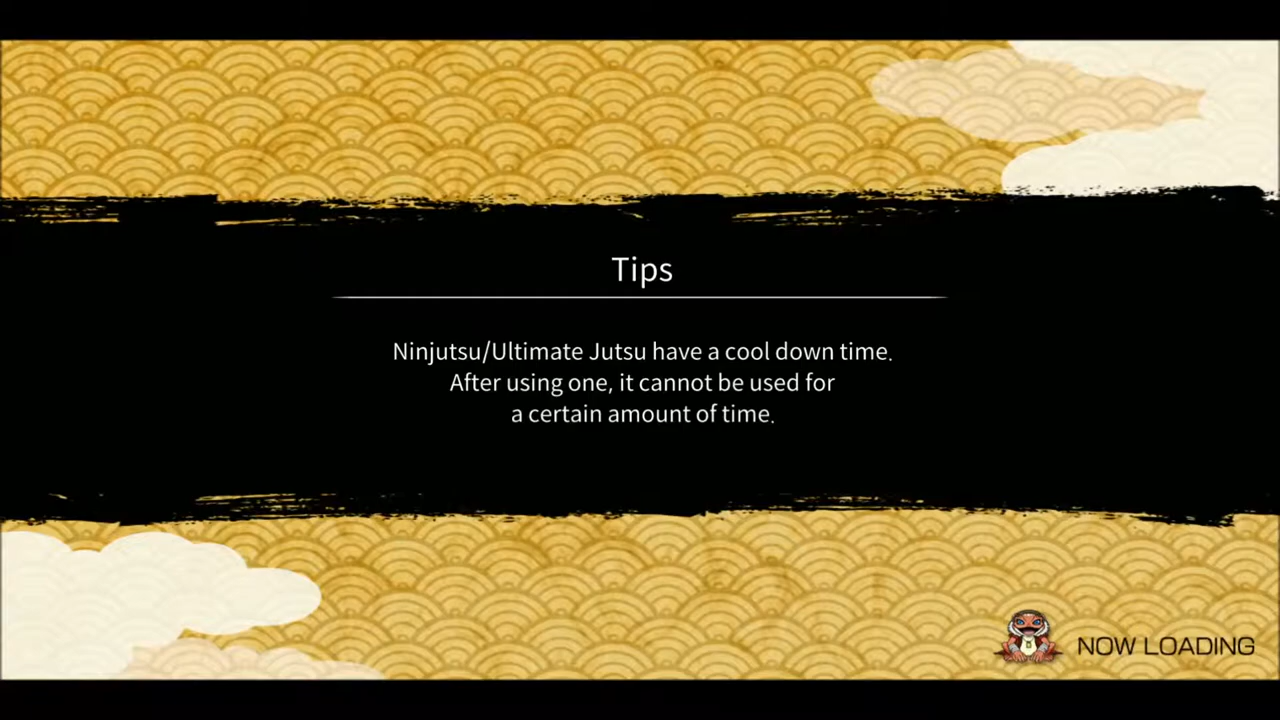 Tips
Ninjutsu/Ultimate Jutsu have a cool down time.
After using one, it cannot be used for
a certain amount of time.
NOW LOADING